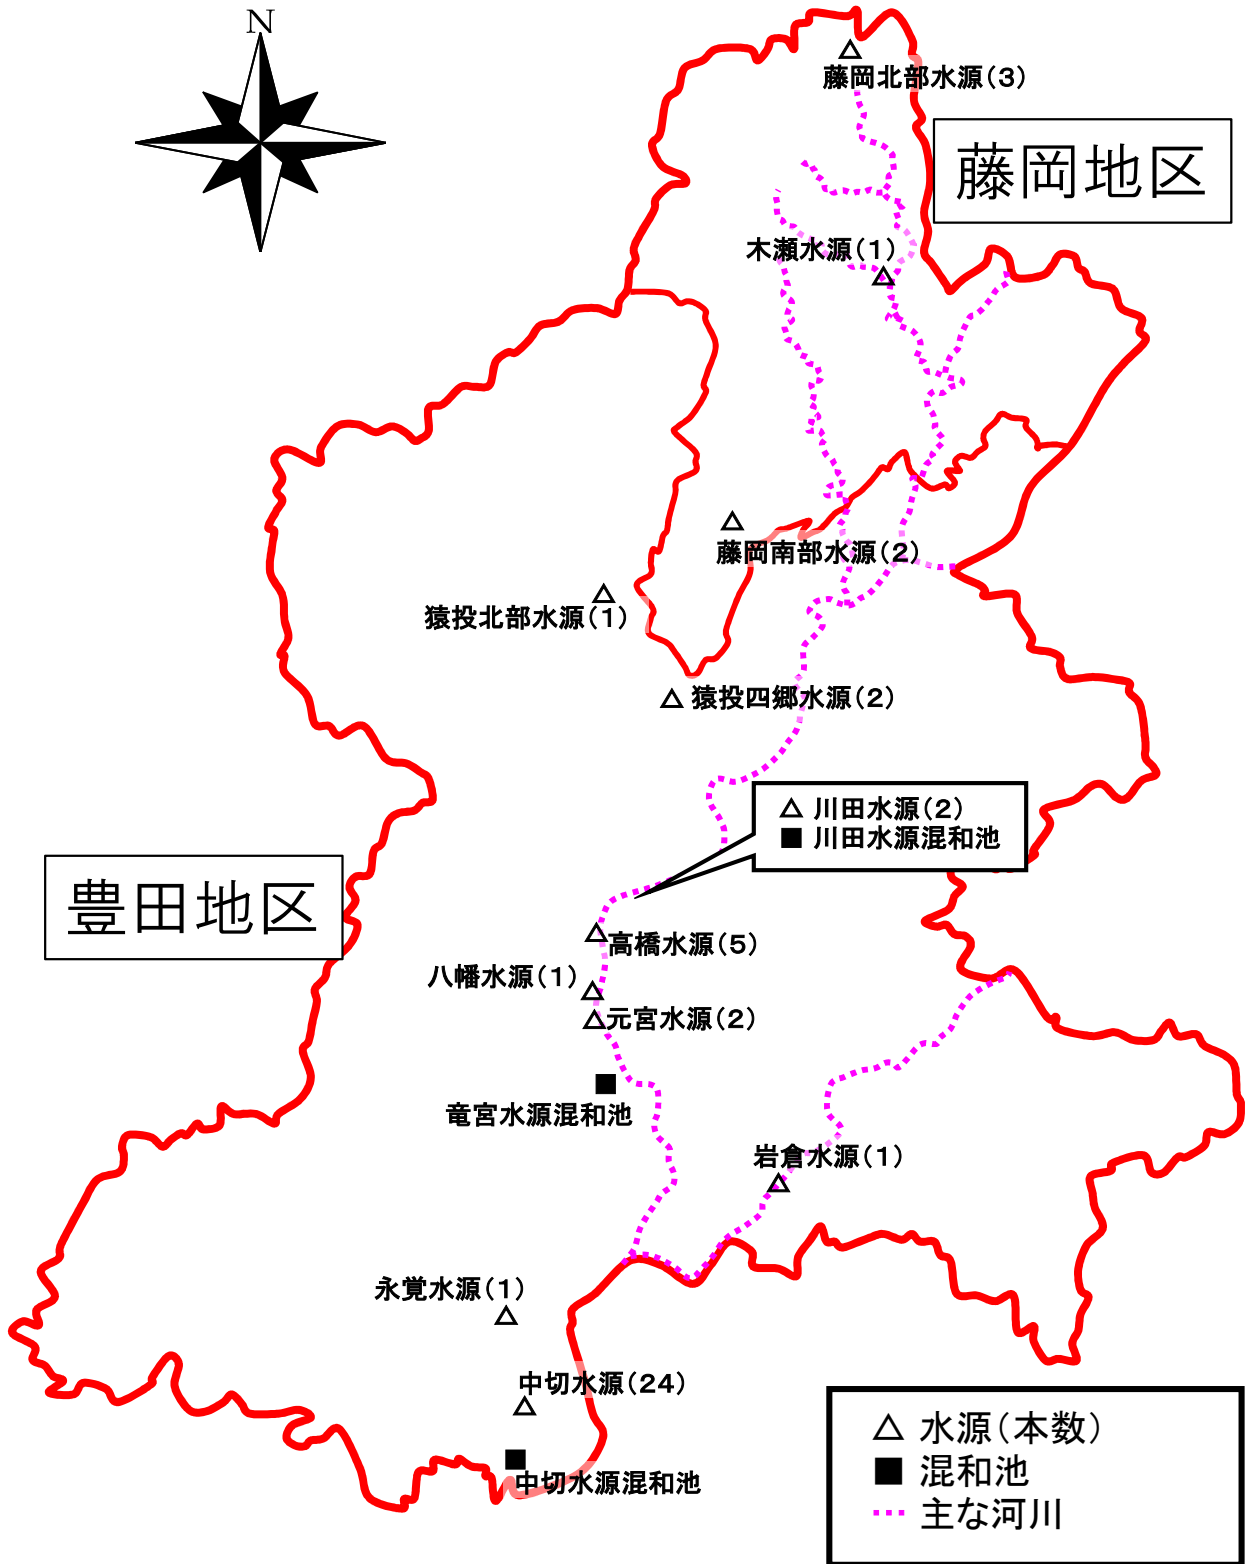 N
藤岡北部水源(3)
藤岡地区
木瀬水源(1)
藤岡南部水源(2)
猿投北部水源(1)
猿投四郷水源(2)
川田水源(2)
川田水源混和池
豊田地区
高橋水源(5)
八幡水源(1)
元宮水源(2)
竜宮水源混和池
岩倉水源(1)
永覚水源(1)
中切水源(24)
中切水源混和池
水源(本数)
混和池
主な河川